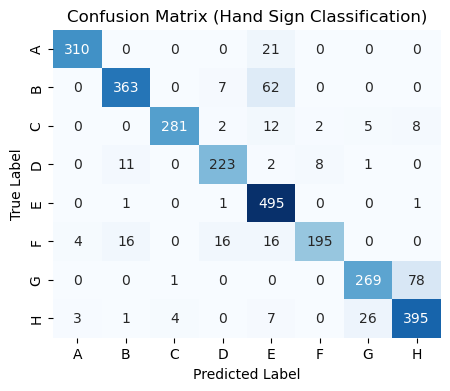 Confusion Matrix (Hand Sign Classification)
A 310 0 0 0 21 0 0 0
B 0 363 0 7 62 0 0 0
C 0 0 281 2 12 2 5 8
D 0 11 0 223 2 8 1 0
E 0 1 0 1 495 0 0 1
F 4 16 0 16 16 195 0 0
G 0 0 1 0 0 0 269 78
H 3 1 4 0 7 0 26 395
A B C D E F G H
True Label
Predicted Label